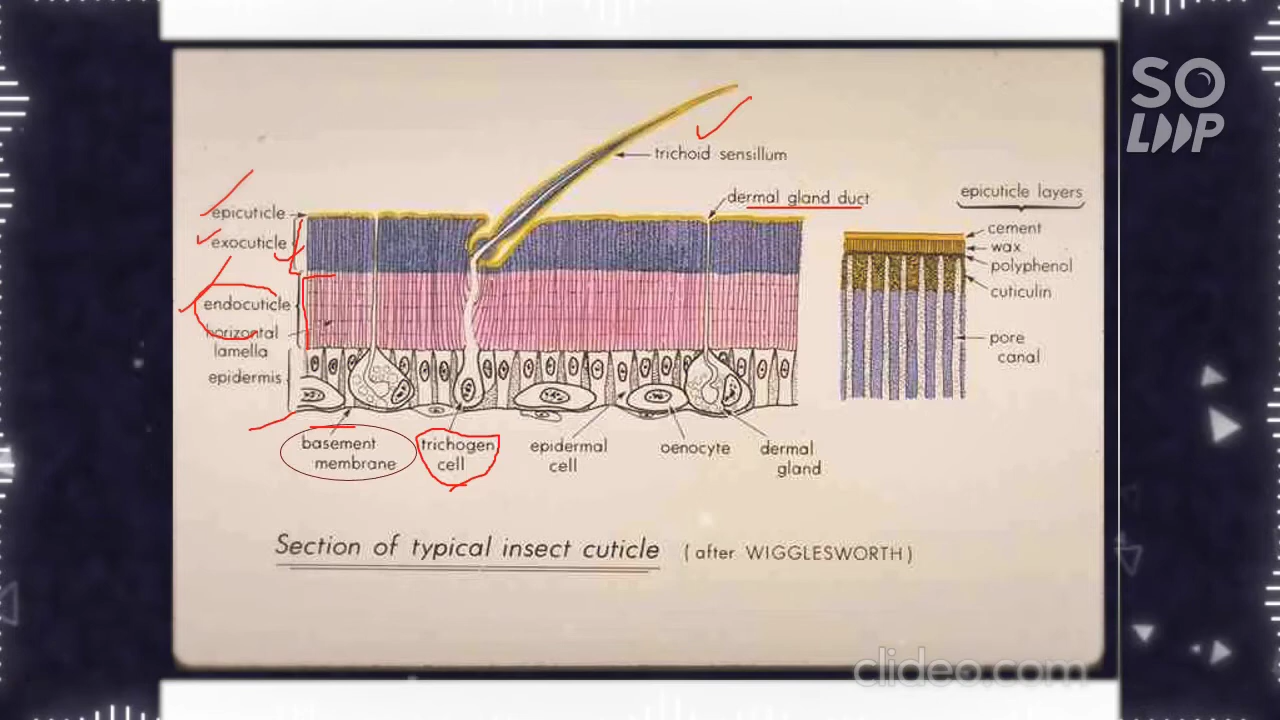 SO
LOOP
trichoid sensillum
epicuticle
dermal gland duct
epicuticle layers
exocuticle
cement
wax
polyphenol
endocuticle
cuticulin
horizontal
lamella
pore
canal
epidermis
basement
membrane
trichogen
cell
epidermal
cell
oenocyte
dermal
gland
Section of typical insect cuticle (after WIGGLESWORTH)
clideo.com